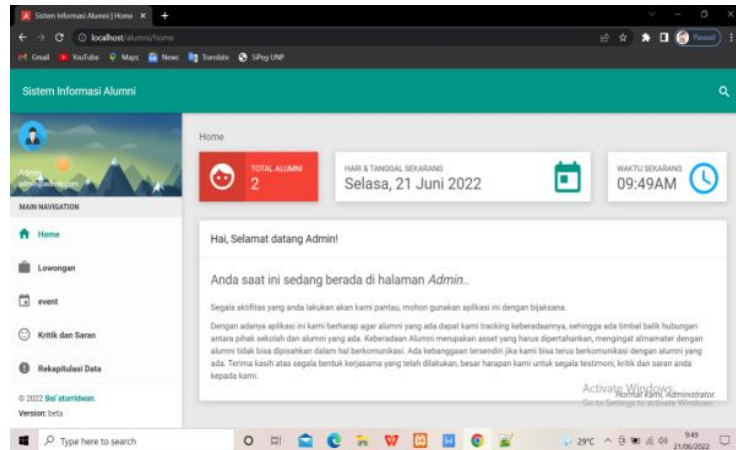 Sistem Informasi Alumni | Home
localhost/alumni/home
Paused
Gmail YouTube Maps News Translate SiPeg UNP
Sistem Informasi Alumni
Admin
admin@admin.com
MAIN NAVIGATION
Home
Lowongan
event
Kritik dan Saran
Rekapitulasi Data
© 2022 Bai'aturridwan.
Version: beta
Home
TOTAL ALUMNI
2
HARI & TANGGAL SEKARANG
Selasa, 21 Juni 2022
WAKTU SEKARANG
09:49AM
Hai, Selamat datang Admin!
Anda saat ini sedang berada di halaman Admin..
Segala aktifitas yang anda lakukan akan kami pantau, mohon gunakan aplikasi ini dengan bijaksana.
Dengan adanya aplikasi ini kami berharap agar alumni yang ada dapat kami tracking keberadaannya, sehingga ada timbal balik hubungan
antara pihak sekolah dan alumni yang ada. Keberadaan Alumni merupakan asset yang harus dipertahankan, mengingat almamater dengan
alumni tidak bisa dipisahkan dalam hal berkomunikasi. Ada kebanggaan tersendiri jika kami bisa terus berkomunikasi dengan alumni yang
ada. Terima kasih atas segala bentuk kerjasama yang telah dilakukan, besar harapan kami untuk segala testimoni, kritik dan saran anda
kepada kami.
Hormat kami, Administrator.
Activate Windows
Go to Settings to activate Windows.
Type here to search
29°C
9:49
21/06/2022